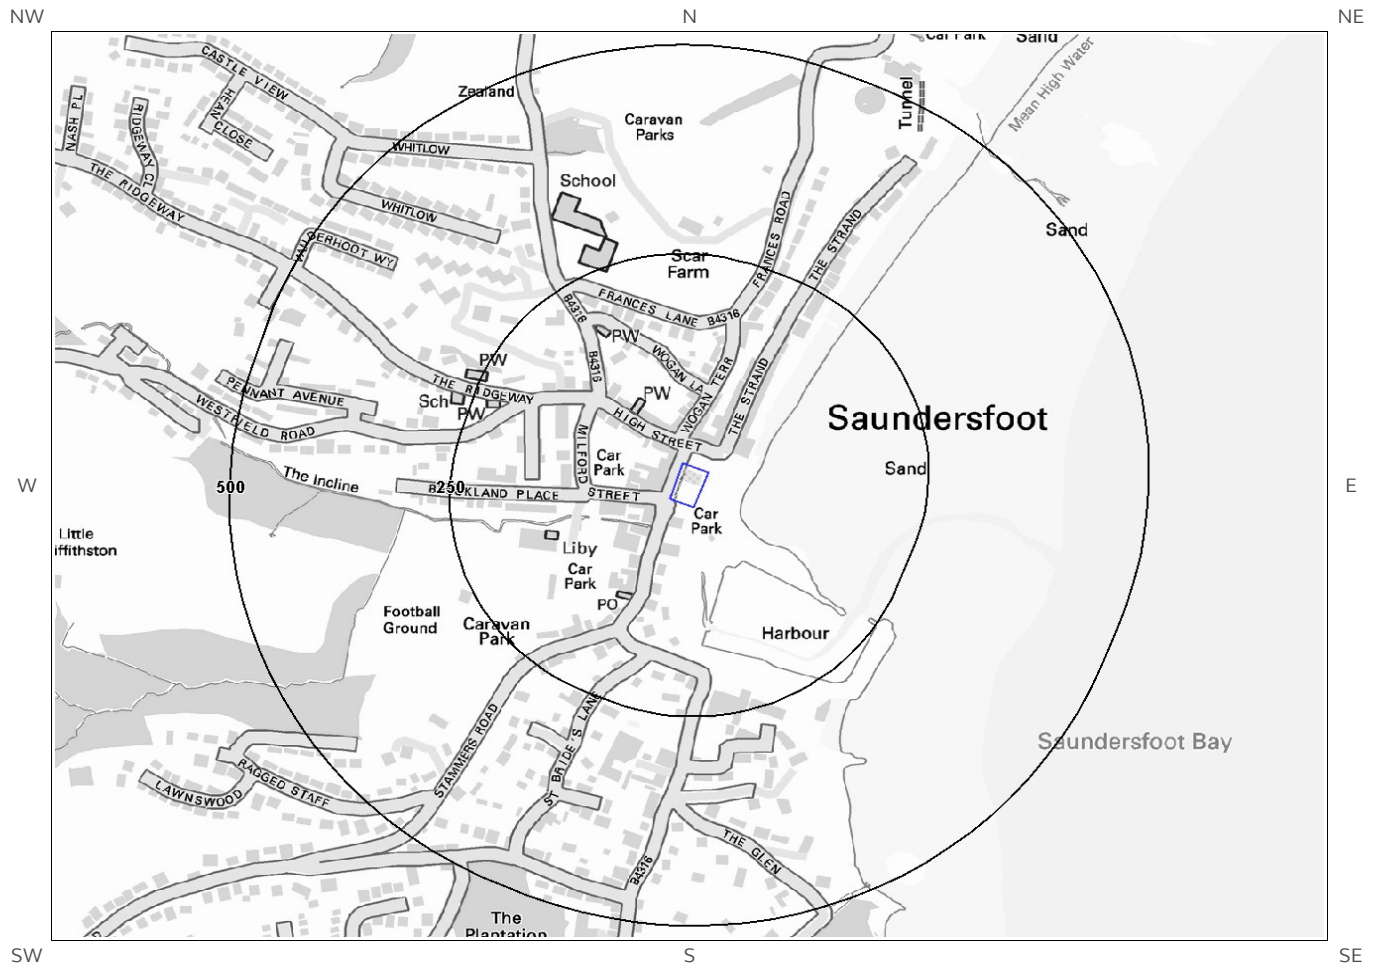 NW
N
NE
Car Park
Sand
CASTLE VIEW
Mean High Water
Zealand
HEAN
CLOSE
NASH PL
RIDGEWAY CL
Tunnel
Caravan
Parks
WHITLOW
School
THE RIDGEWAY
WHITLOW
FRANCES ROAD
THE STRAND
Sand
Scar
Farm
B4316
FRANCES LANE B4316
PW
WOGAN LA
B4316
PW
THE RIDGEWAY
Sch
PW
PW
WOGAN TERR
THE STRAND
PENNANT AVENUE
WESTFIELD ROAD
HIGH STREET
Saundersfoot
MILFORD
STREET
Car
Park
Sand
The Incline
W
500
250
PLACE
E
Car
Park
Little
iffithston
Liby
Car
Park
PO
Football
Ground
Caravan
Park
Harbour
STAMMERS ROAD
ST BRIDE'S LANE
Saundersfoot Bay
RAGGED STAFF
LAWNSWOOD
B4316
THE GLEN
The
Plantation
SW
S
SE